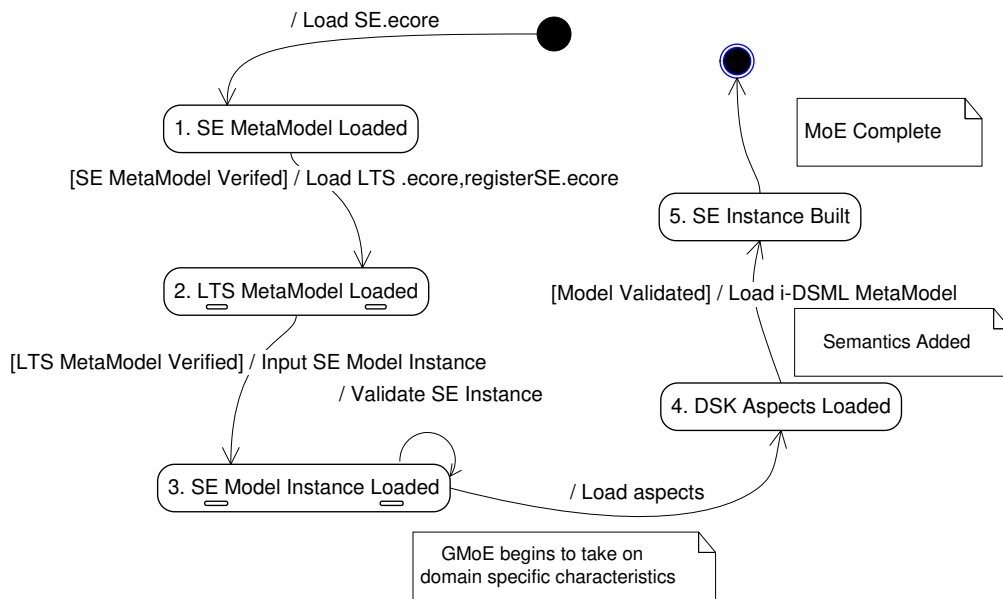 / Load SE.ecore
1. SE MetaModel Loaded
[SE MetaModel Verifed] / Load LTS .ecore,registerSE.ecore
2. LTS MetaModel Loaded
[LTS MetaModel Verified] / Input SE Model Instance
/ Validate SE Instance
3. SE Model Instance Loaded
/ Load aspects
GMoE begins to take on
domain specific characteristics
4. DSK Aspects Loaded
Semantics Added
[Model Validated] / Load i-DSML MetaModel
5. SE Instance Built
MoE Complete